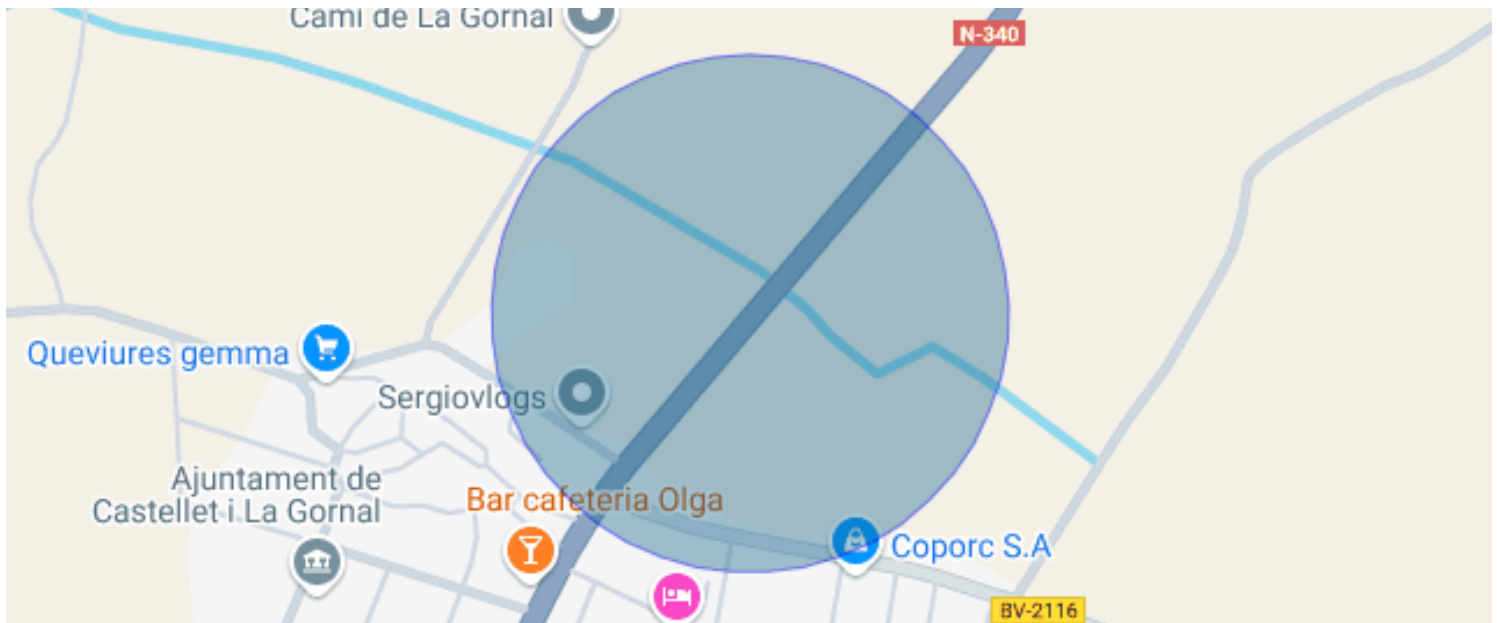 Camí de La Gornal
N-340
Queviures gemma
Sergiovlogs
Ajuntament de
Castellet i La Gornal
Bar cafeteria Olga
Coporc S.A
BV-2116